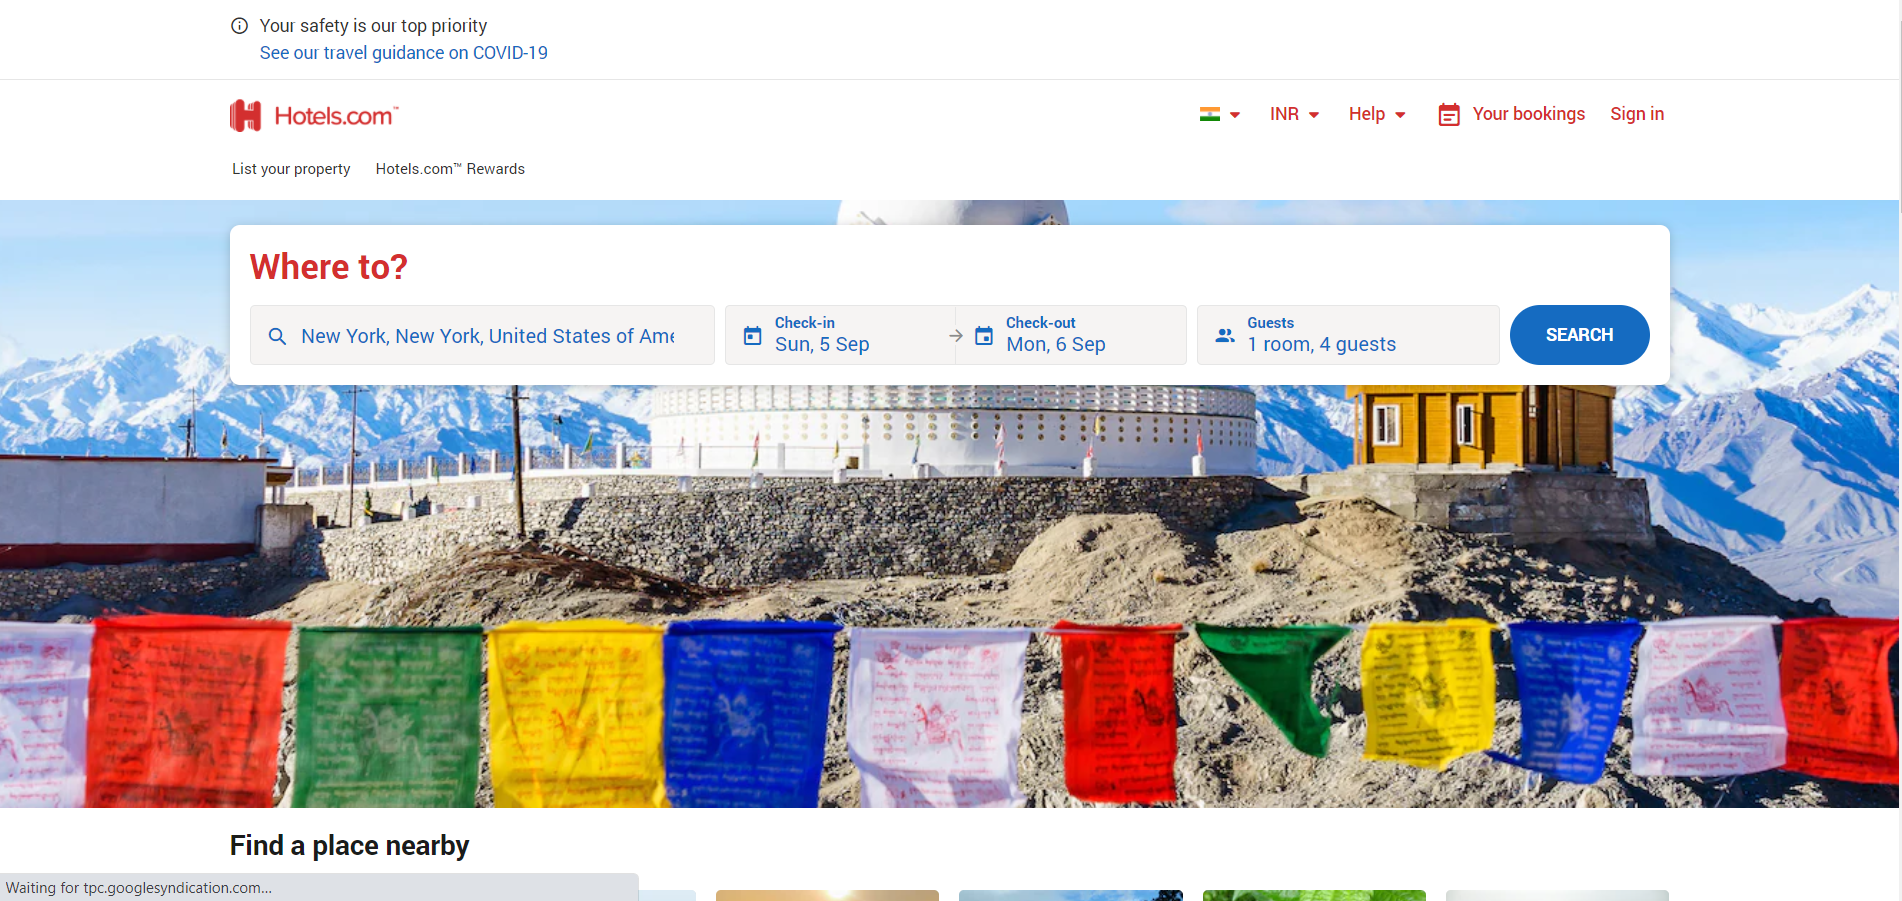 Your safety is our top priority
See our travel guidance on COVID-19
Hotels.com™
INR
Help
Your bookings
Sign in
List your property
Hotels.com™ Rewards
Where to?
New York, New York, United States of Ame
Check-in
Sun, 5 Sep
Check-out
Mon, 6 Sep
Guests
1 room, 4 guests
SEARCH
Find a place nearby
Waiting for tpc.googlesyndication.com...